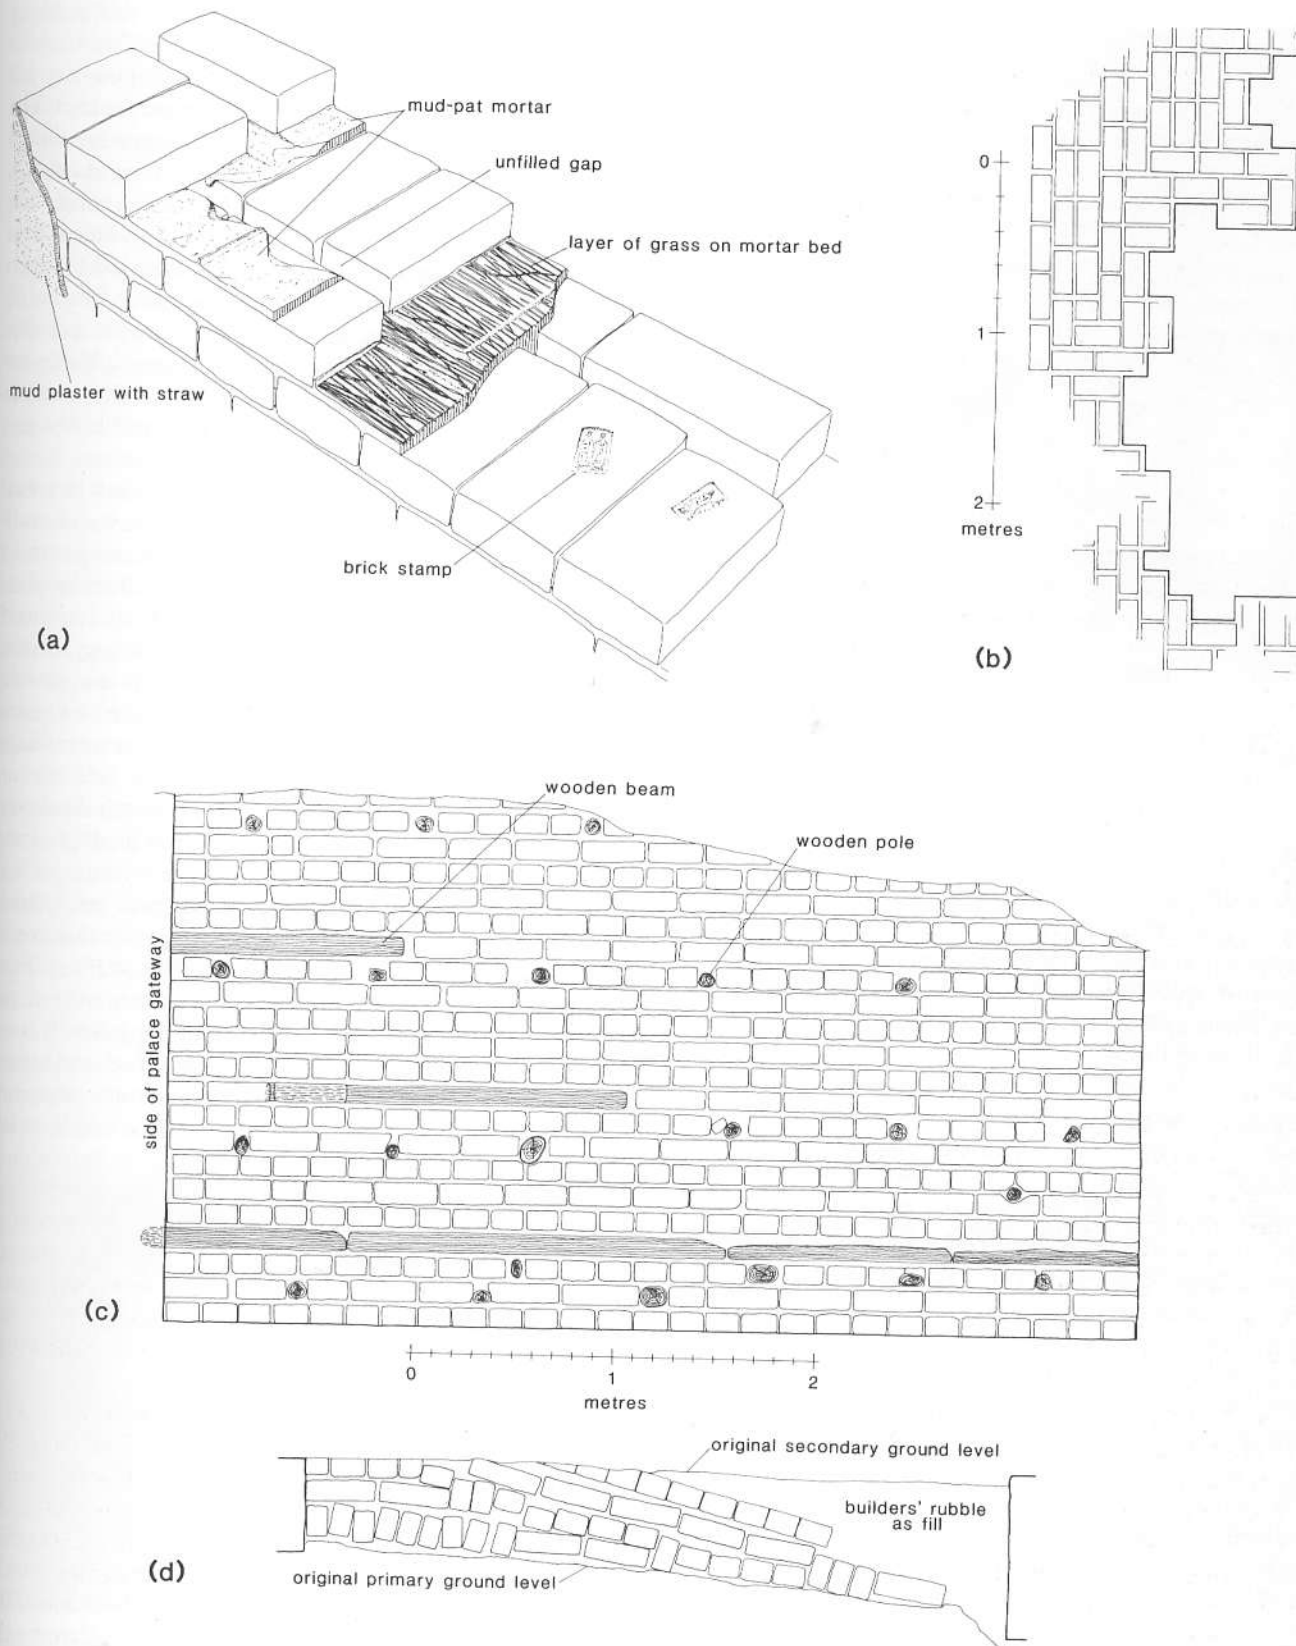 mud-pat mortar
unfilled gap
layer of grass on mortar bed
mud plaster with straw
brick stamp
(a)
0
1
2
metres
(b)
wooden beam
wooden pole
side of palace gateway
(c)
0
1
2
metres
original secondary ground level
builders' rubble
as fill
(d)
original primary ground level